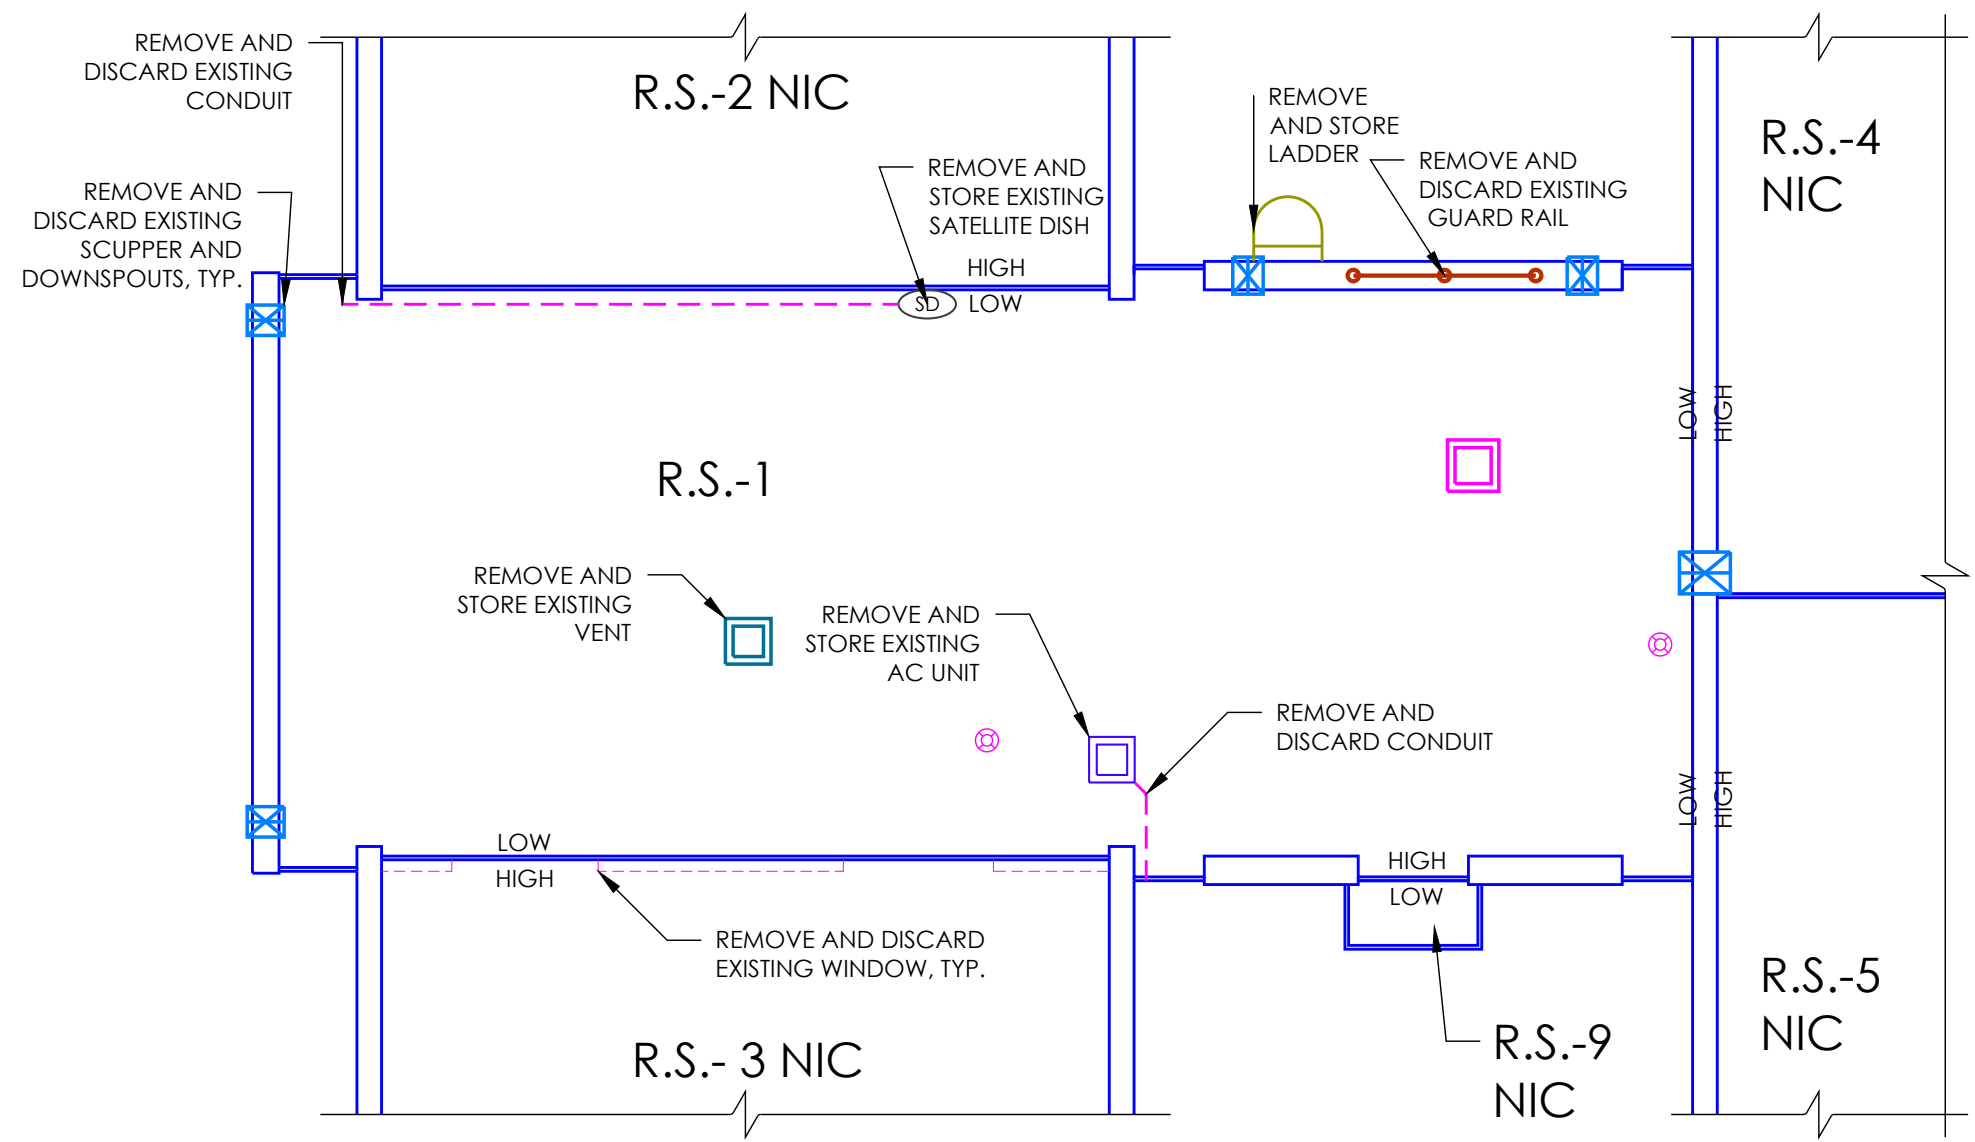 REMOVE AND
DISCARD EXISTING
CONDUIT
R.S.-2 NIC
REMOVE
AND STORE
LADDER
REMOVE AND
DISCARD EXISTING
GUARD RAIL
R.S.-4
NIC
REMOVE AND
DISCARD EXISTING
SCUPPER AND
DOWNSPOUTS, TYP.
REMOVE AND
STORE EXISTING
SATELLITE DISH
HIGH
SD
LOW
LOW
HIGH
R.S.-1
REMOVE AND
STORE EXISTING
VENT
REMOVE AND
STORE EXISTING
AC UNIT
REMOVE AND
DISCARD CONDUIT
LOW
HIGH
LOW
HIGH
HIGH
LOW
REMOVE AND DISCARD
EXISTING WINDOW, TYP.
R.S.-5
NIC
R.S.- 3 NIC
R.S.-9
NIC